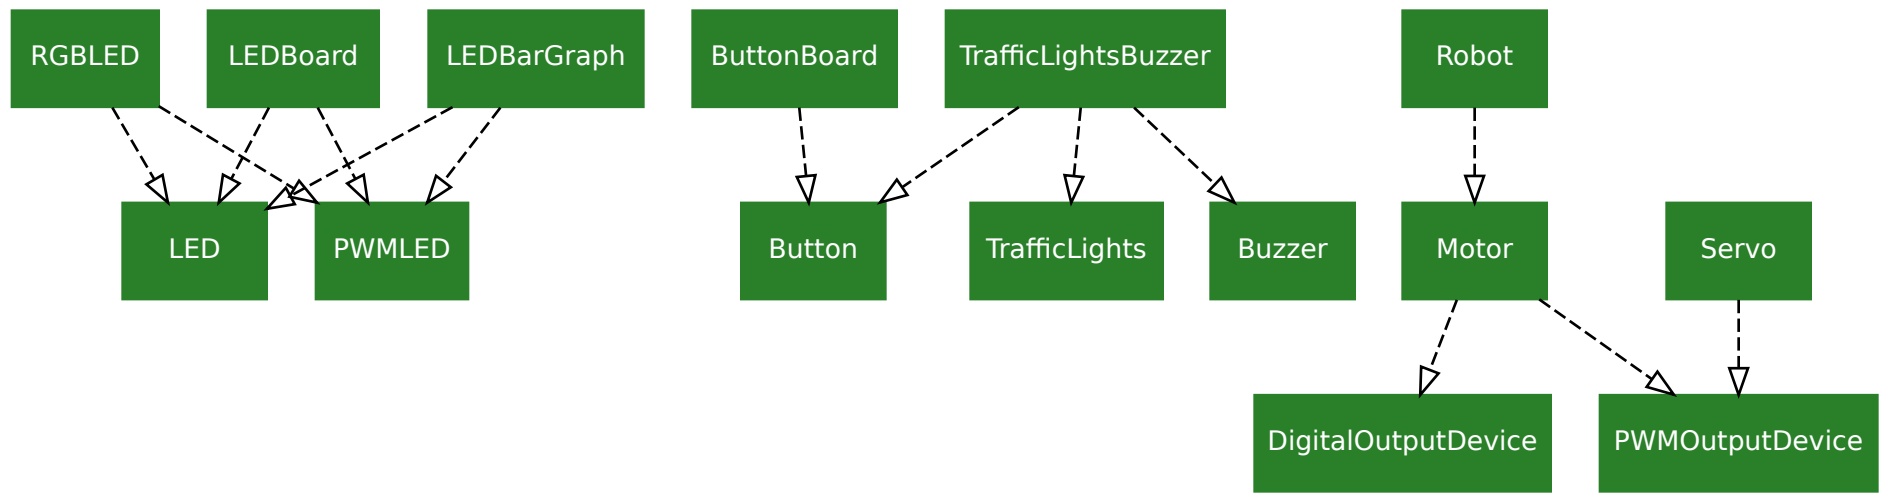 RGBLED
LEDBoard
LEDBarGraph
ButtonBoard
TrafficLightsBuzzer
Robot
LED
PWMLED
Button
TrafficLights
Buzzer
Motor
Servo
DigitalOutputDevice
PWMOutputDevice